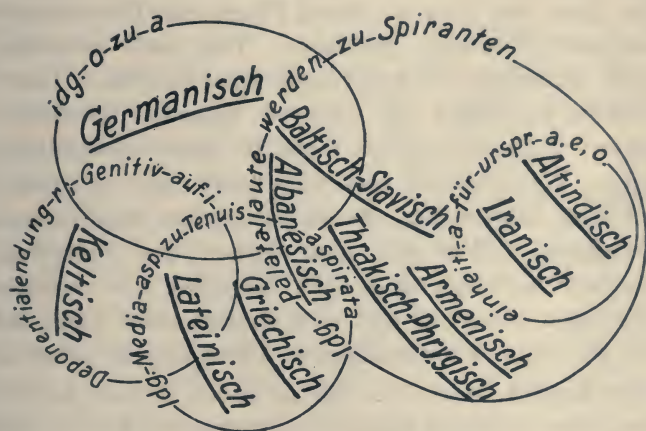 idg.-o-zu-a
Germanisch
palatallaute-werden-zu-Spiranten
Baltisch-Slavisch
einheitl-a-für-urspr.-a.e,o.
Altindisch
Iranisch
Albanesisch
Thrakisch-Phrygisch
Armenisch
Deponentialendung-r-Genitiv-auf-i-
Keltisch
Idg-Media-asp.zu-Tenuis
aspirata
Idg.
Lateinisch
Griechisch